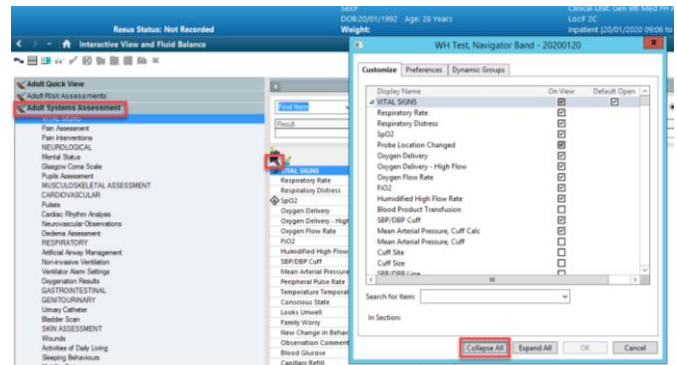 Sex:F
Clinical Unit: Gen Int Med
Resus Status: Not Recorded
DOB:20/01/1992 Age: 28 Years
Weight:
Loc:F 2C
Inpatient [20/01/2020 09:06 to
Interactive View and Fluid Balance
WH Test, Navigator Band - 20200120
x
Customize Preferences Dynamic Groups
Display Name On View Default Open
VITAL SIGNS
Respiratory Rate
Respiratory Distress
SpO2
Probe Location Changed
Oxygen Delivery
Oxygen Delivery - High Flow
Oxygen Flow Rate
FiO2
Humidified High Flow Rate
Blood Product Transfusion
SBP/DBP Cuff
Mean Arterial Pressure, Cuff Calc
Mean Arterial Pressure, Cuff
Cuff Site
Cuff Size
SBP/DBP Line
Search for Item:
In Section:
Collapse All Expand All OK Cancel
Adult Quick View
Adult Risk Assessments
Adult Systems Assessment
VITAL SIGNS
Pain Assessment
Pain Interventions
NEUROLOGICAL
Mental Status
Glasgow Coma Scale
Pupils Assessment
MUSCULOSKELETAL ASSESSMENT
CARDIOVASCULAR
Pulses
Cardiac Rhythm Analysis
Neurovascular Observations
Oedema Assessment
RESPIRATORY
Artificial Airway Management
Non-invasive Ventilation
Ventilator Alarm Settings
Oxygenation Results
GASTROINTESTINAL
GENITOURINARY
Urinary Catheter
Bladder Scan
SKIN ASSESSMENT
Wounds
Activities of Daily Living
Sleeping Behaviours
Find Item
Result
VITAL SIGNS
Respiratory Rate
Respiratory Distress
SpO2
Oxygen Delivery
Oxygen Delivery - High
Oxygen Flow Rate
FiO2
Humidified High Flow
SBP/DBP Cuff
Mean Arterial Pressure
Peripheral Pulse Rate
Temperature Temporal
Conscious State
Looks Unwell
Family Worry
New Change in Behav
Observation Comment
Blood Glucose
Capillary Refill